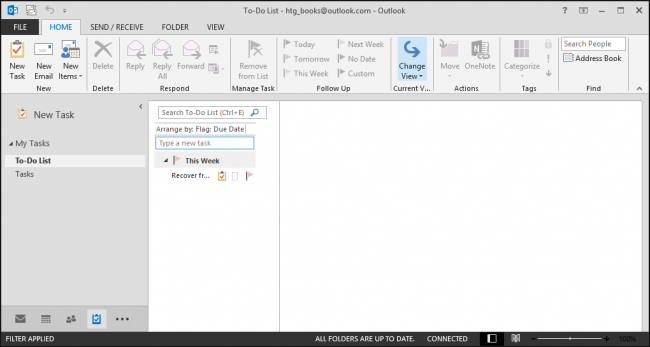 To-Do List - htg_books@outlook.com - Outlook
FILE HOME SEND / RECEIVE FOLDER VIEW
New Task
New Email
New Items
New
Delete
Delete
Reply
Reply All
Forward
Respond
Remove from List
Manage Task
Today
Tomorrow
This Week
Next Week
No Date
Custom
Follow Up
Change View
Current V...
Move
OneNote
Actions
Categorize
Tags
Search People
Address Book
Find
New Task
My Tasks
To-Do List
Tasks
Search To-Do List (Ctrl+E)
Arrange by: Flag: Due Date
Type a new task
This Week
Recover fr...
FILTER APPLIED
ALL FOLDERS ARE UP TO DATE. CONNECTED 100%